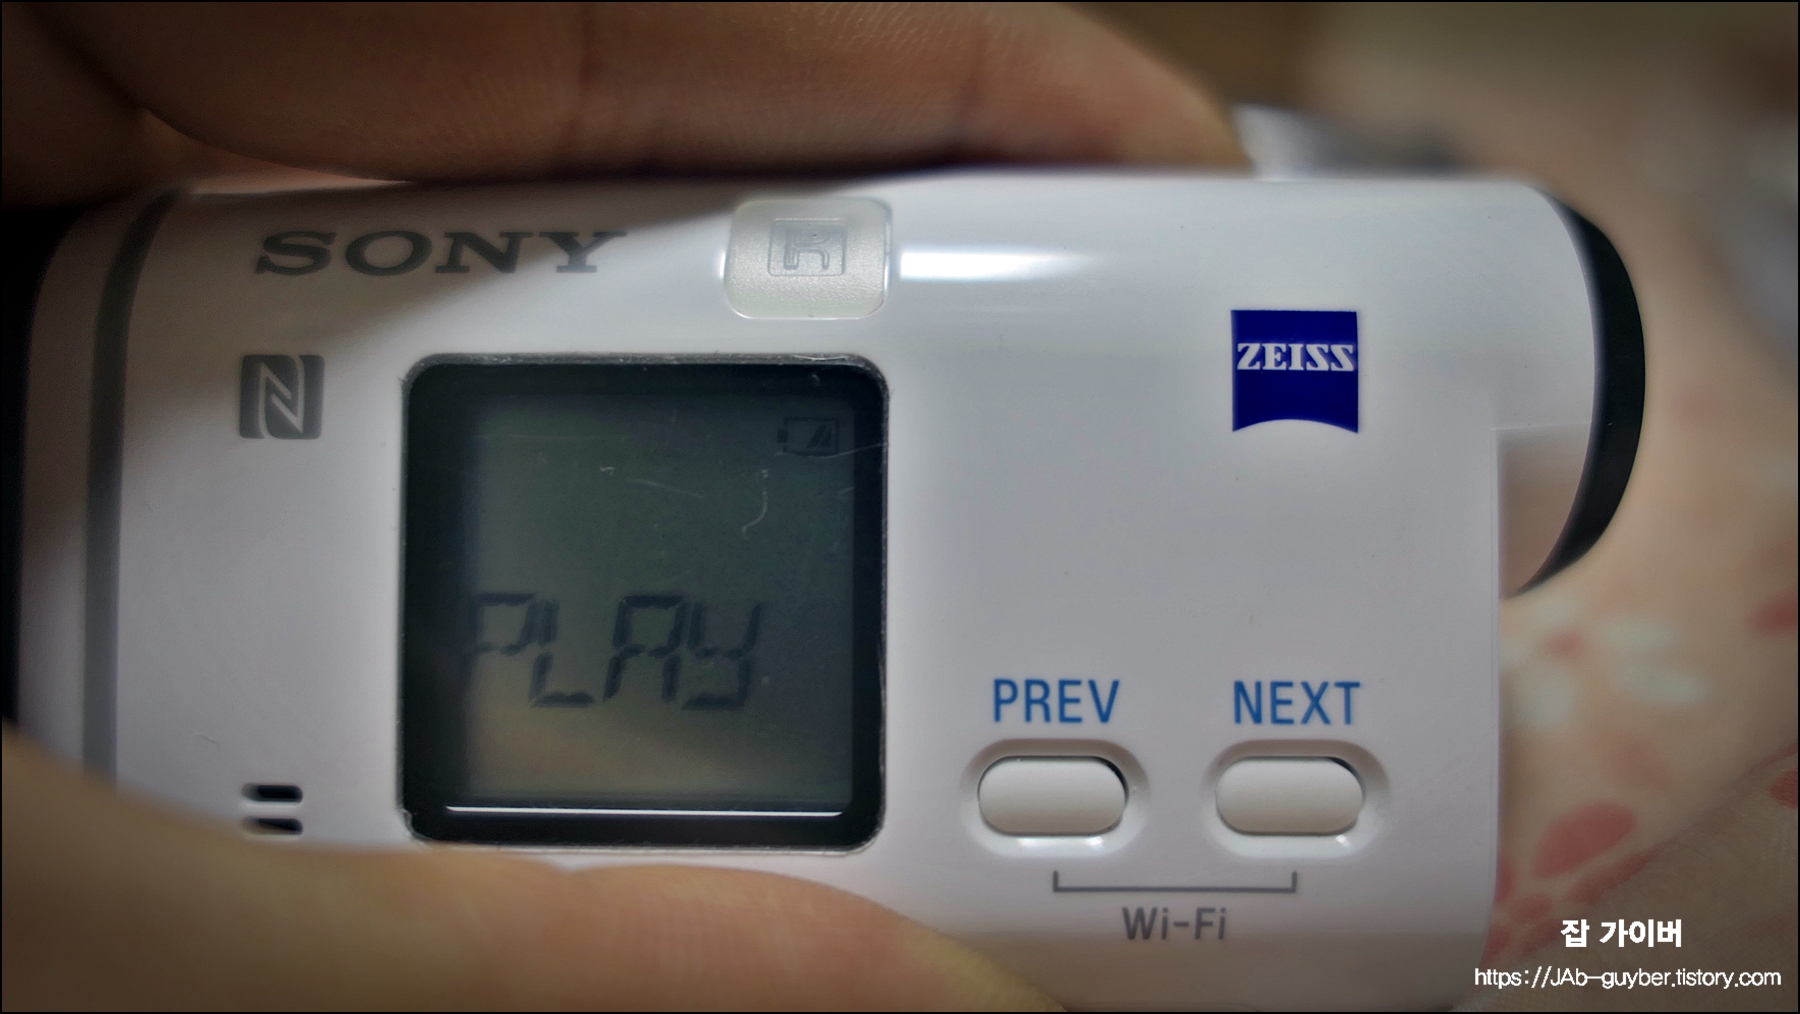 SONY
R
ZEISS
PLAY
PREV
NEXT
Wi-Fi
잡 가이버
https://JAb-guyber.tistory.com